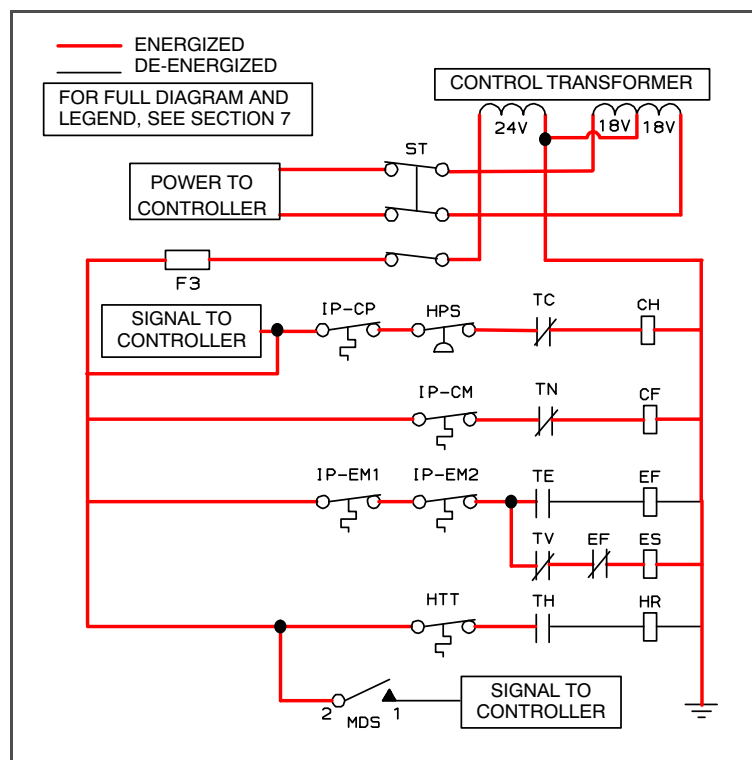 ENERGIZED
DE-ENERGIZED
FOR FULL DIAGRAM AND
LEGEND, SEE SECTION 7
CONTROL TRANSFORMER
24V
18V
18V
ST
POWER TO
CONTROLLER
F3
SIGNAL TO
CONTROLLER
IP-CP
HPS
TC
CH
IP-CM
TN
CF
IP-EM1
IP-EM2
TE
EF
TV
EF
ES
HTT
TH
HR
2
MDS
1
SIGNAL TO
CONTROLLER